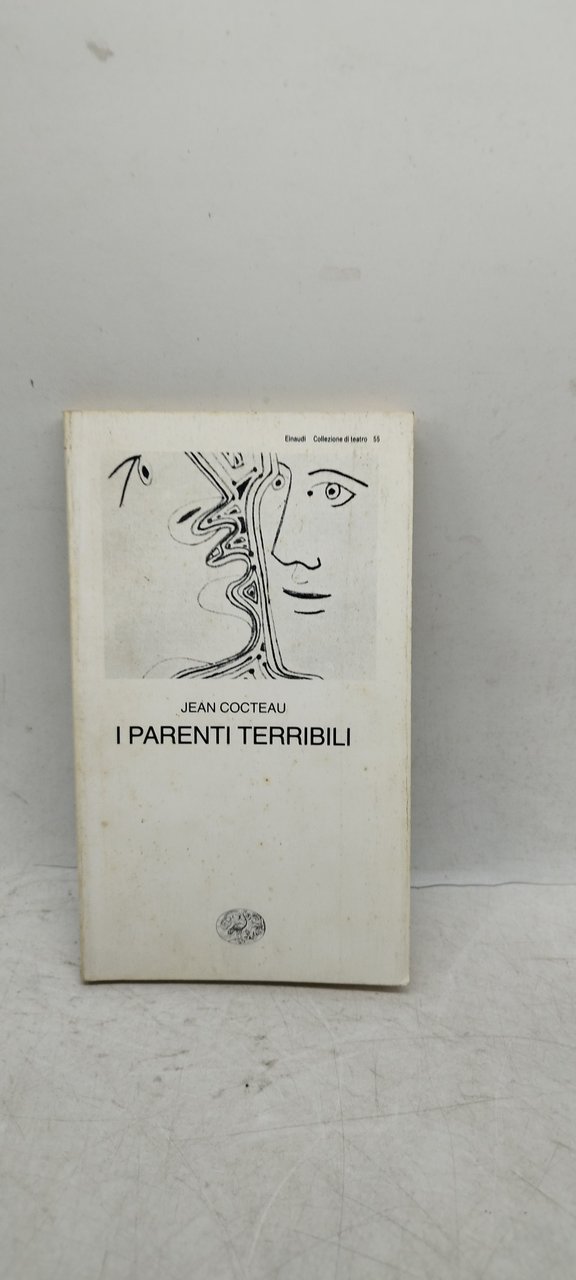 Einaudi Collezione di teatro 55
JEAN COCTEAU
I PARENTI TERRIBILI